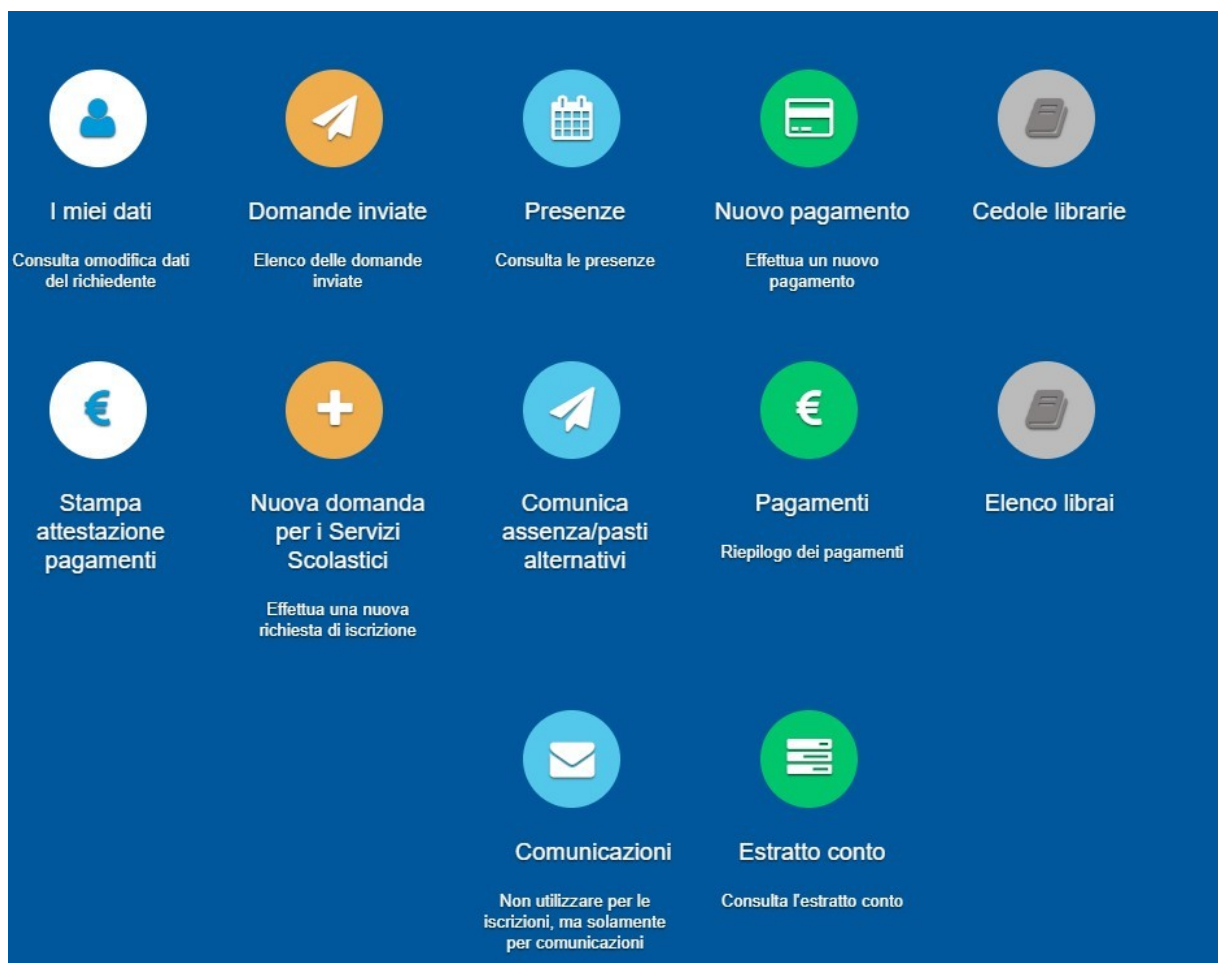 I miei dati
Consulta omodifica dati
del richiedente
Domande inviate
Elenco delle domande
inviate
Presenze
Consulta le presenze
Nuovo pagamento
Effettua un nuovo
pagamento
Cedole librarie
€
Stampa
attestazione
pagamenti
Nuova domanda
per i Servizi
Scolastici
Effettua una nuova
richiesta di iscrizione
Comunica
assenza/pasti
alternativi
€
Pagamenti
Riepilogo dei pagamenti
Elenco librai
Comunicazioni
Non utilizzare per le
iscrizioni, ma solamente
per comunicazioni
Estratto conto
Consulta l'estratto conto